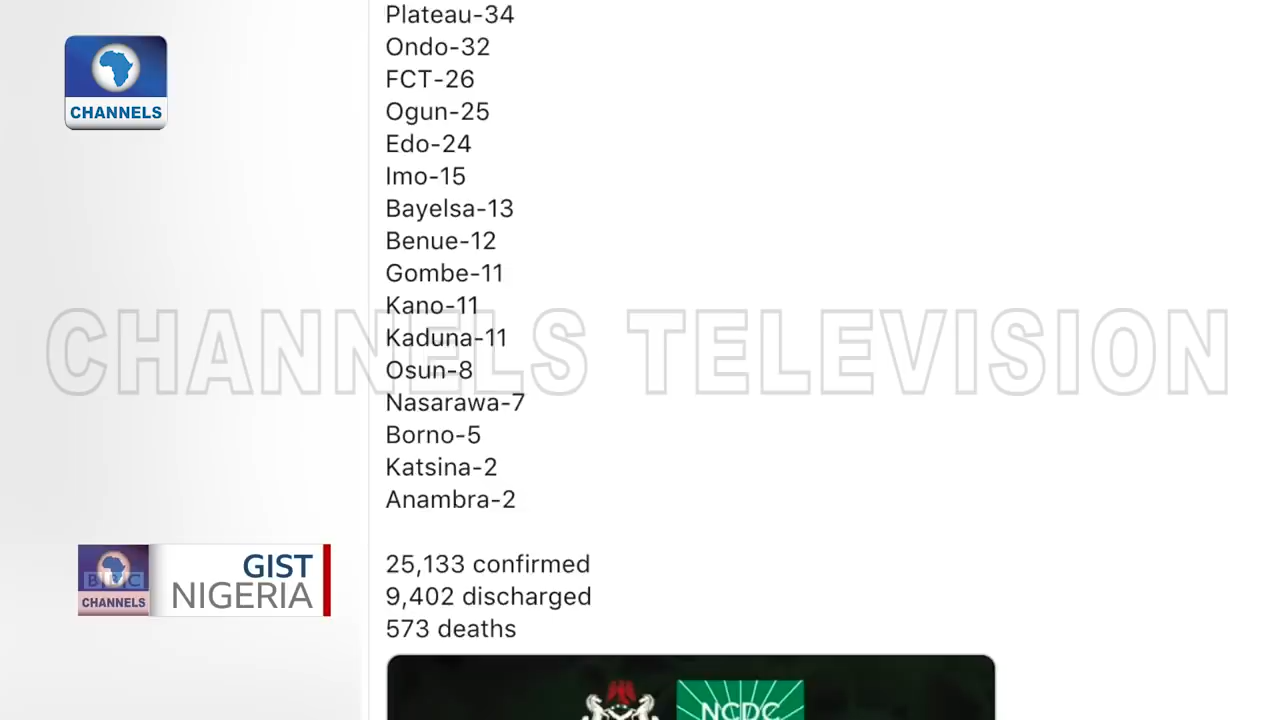 Plateau-34
Ondo-32
FCT-26
Ogun-25
Edo-24
Imo-15
Bayelsa-13
Benue-12
Gombe-11
Kano-11
Kaduna-11
Osun-8
Nasarawa-7
Borno-5
Katsina-2
Anambra-2
25,133 confirmed
9,402 discharged
573 deaths
NCDC
CHANNELS
CHANNELS TELEVISION
BBC
CHANNELS
GIST
NIGERIA